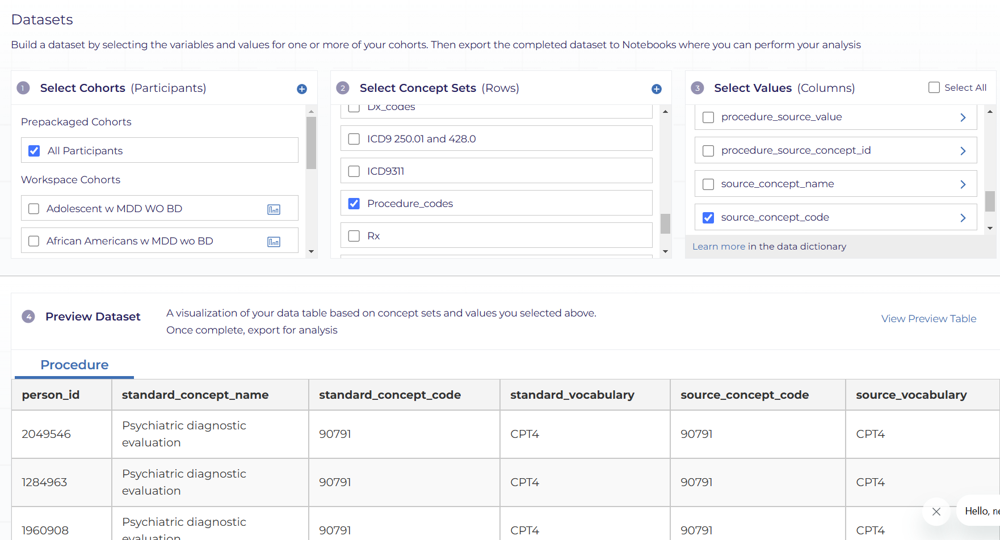 Datasets
Build a dataset by selecting the variables and values for one or more of your cohorts. Then export the completed dataset to Notebooks where you can perform your analysis
1 Select Cohorts (Participants)
Prepackaged Cohorts
All Participants
Workspace Cohorts
Adolescent w MDD WO BD
African Americans w MDD wo BD
2 Select Concept Sets (Rows)
Dx_codes
ICD9 250.01 and 428.0
ICD9311
Procedure_codes
Rx
3 Select Values (Columns) Select All
procedure_source_value
procedure_source_concept_id
source_concept_name
source_concept_code
Learn more in the data dictionary
4 Preview Dataset
A visualization of your data table based on concept sets and values you selected above.
Once complete, export for analysis
View Preview Table
Procedure
person_id standard_concept_name standard_concept_code standard_vocabulary source_concept_code source_vocabulary
2049546 Psychiatric diagnostic evaluation 90791 CPT4 90791 CPT4
1284963 Psychiatric diagnostic evaluation 90791 CPT4 90791 CPT4
1960908 Psychiatric diagnostic evaluation 90791 CPT4 90791 CPT4
Hello,